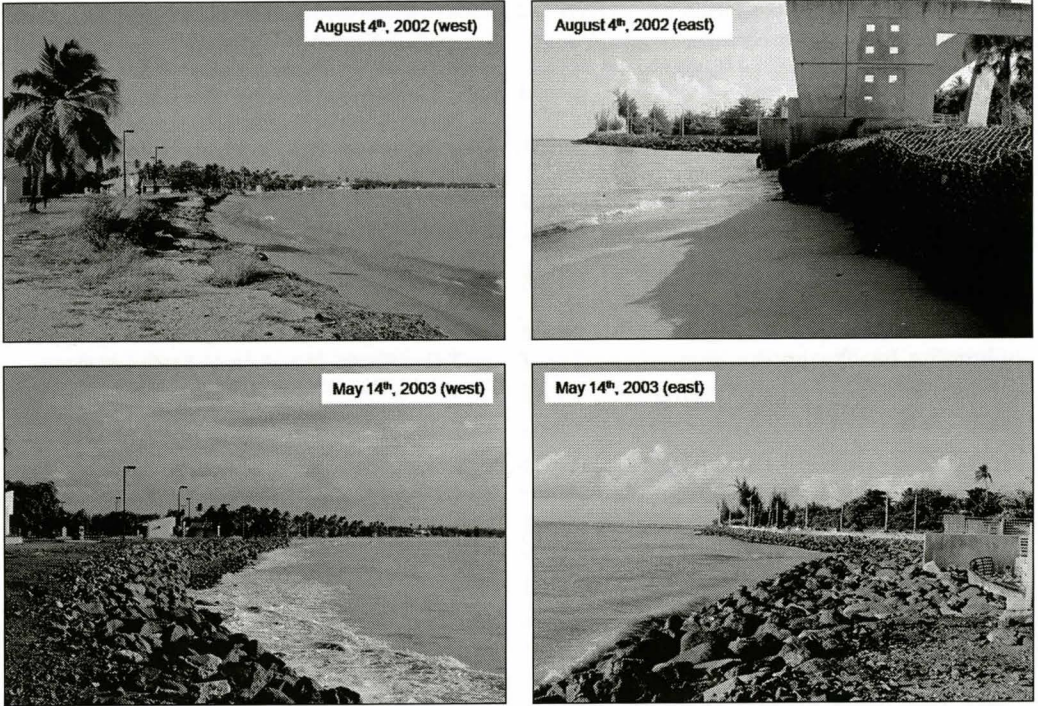 August 4th, 2002 (west)
August 4th, 2002 (east)
May 14th, 2003 (west)
May 14th, 2003 (east)